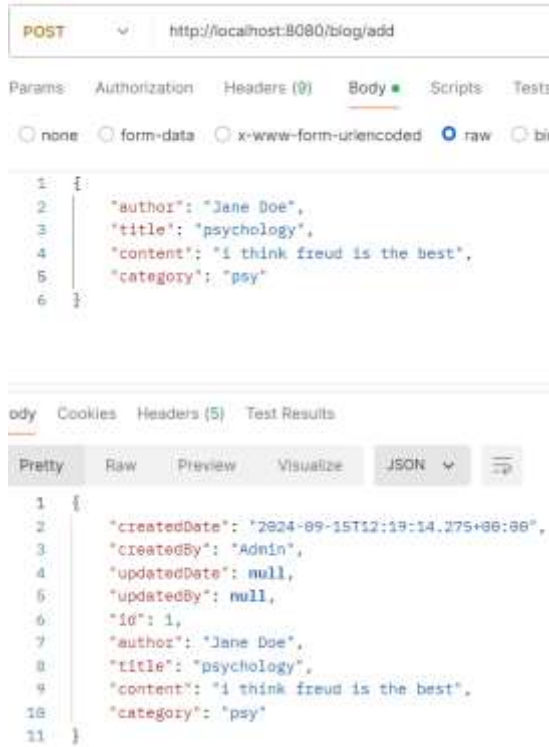 POST http://localhost:8080/blog/add
Params Authorization Headers (9) Body Scripts Tests
none form-data x-www-form-urlencoded raw bi
1 {
2 "author": "Jane Doe",
3 "title": "psychology",
4 "content": "i think freud is the best",
5 "category": "psy"
6 }
ody Cookies Headers (5) Test Results
Pretty Raw Preview Visualize JSON
1 {
2 "createdDate": "2024-09-15T12:19:14.275+00:00",
3 "createdBy": "Admin",
4 "updatedDate": null,
5 "updatedBy": null,
6 "id": 1,
7 "author": "Jane Doe",
8 "title": "psychology",
9 "content": "i think freud is the best",
10 "category": "psy"
11 }